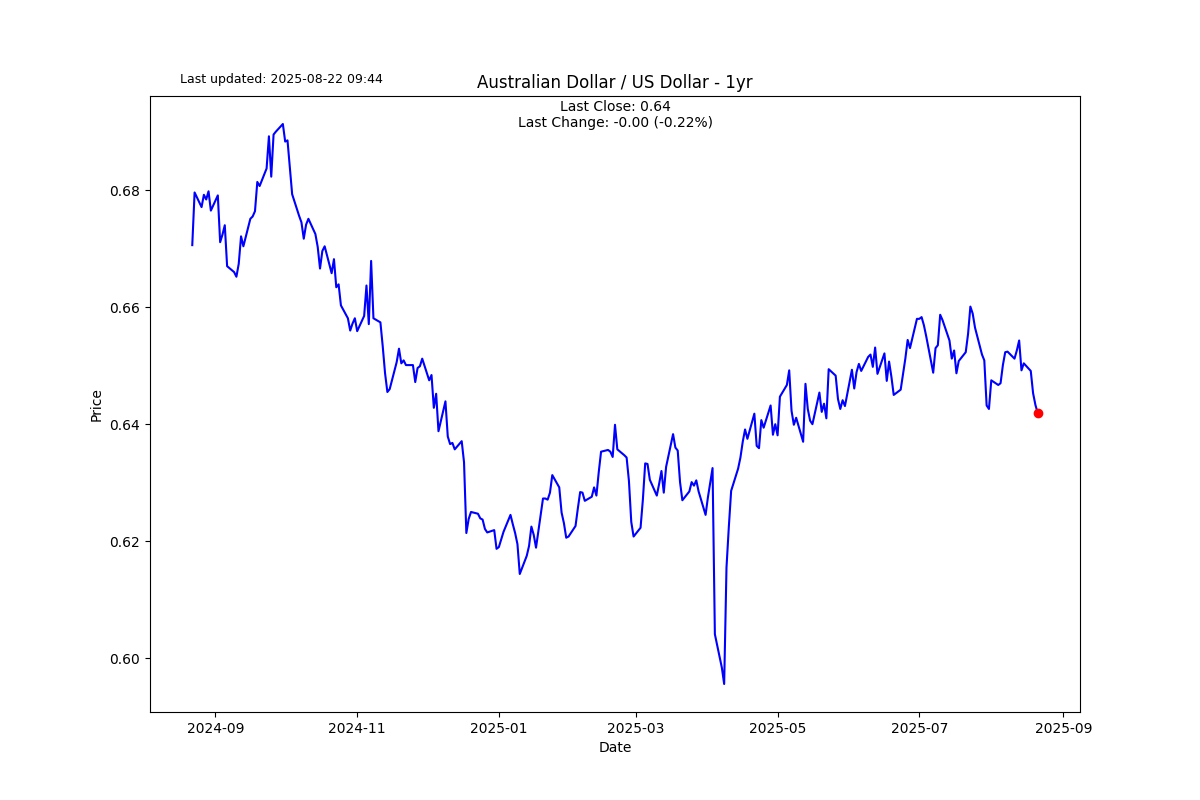 Last updated: 2025-08-22 09:44
Australian Dollar / US Dollar - 1yr
Last Close: 0.64
Last Change: -0.00 (-0.22%)
Price
0.68
0.66
0.64
0.62
0.60
2024-09
2024-11
2025-01
2025-03
2025-05
2025-07
2025-09
Date